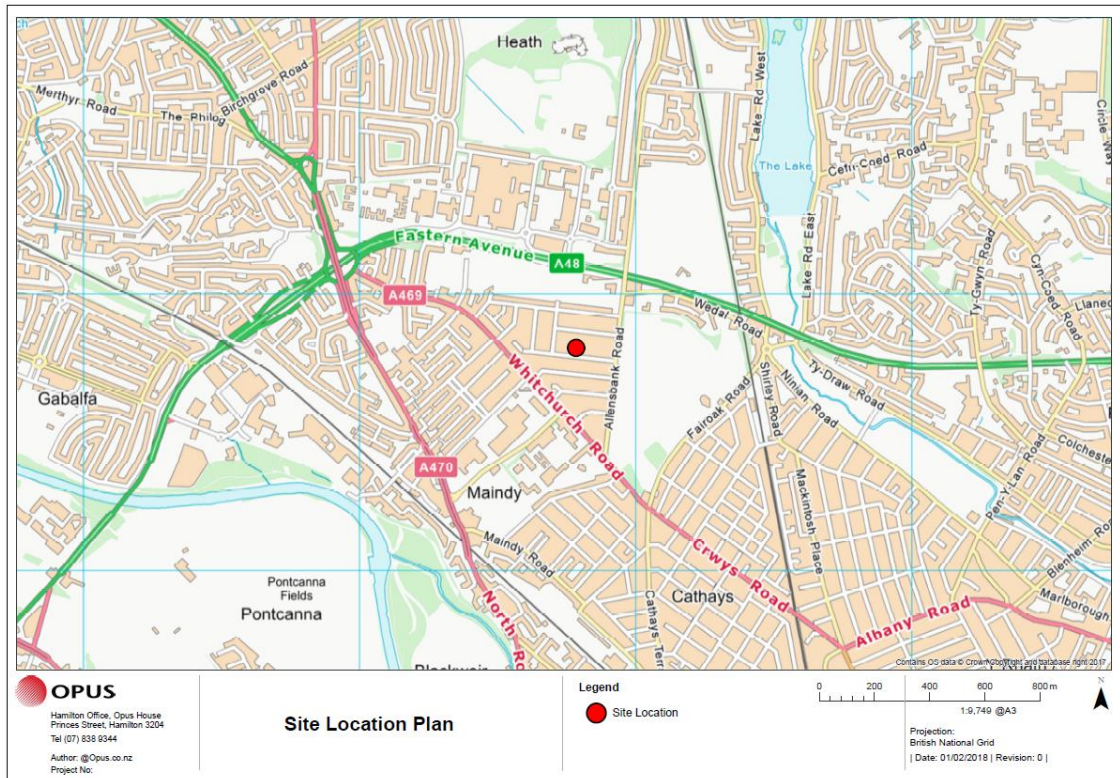 Heath
Birchgrove Road
Merthyr Road
The Philog
Lake Rd West
The Lake
Cefn-Coed Road
Lake Rd East
Ty-Gwyn Road
Cyn-Coed Road
Eastern Avenue
A48
A469
Wedal Road
Whitchurch Road
Allensbank Road
Gabalfa
Fairoak Road
Shirley Road
Ninian Road
Ty-Draw Road
Colchester
Pen-Y-Lan Road
Mackintosh Place
A470
Maindy
Maindy Road
Crwys Road
Blenheim
Marlborough
Pontcanna
Fields
Pontcanna
North
Cathays
Albany Road
Contains OS data © Crown Copyright and database right 2017
OPUS
Hamilton Office, Opus House
Princes Street, Hamilton 3204
Tel (07) 838 9344
Author: @Opus.co.nz
Project No:
Site Location Plan
Legend
Site Location
0 200 400 600 800 m
N
1:9,749 @A3
Projection:
British National Grid
| Date: 01/02/2018 | Revision: 0 |